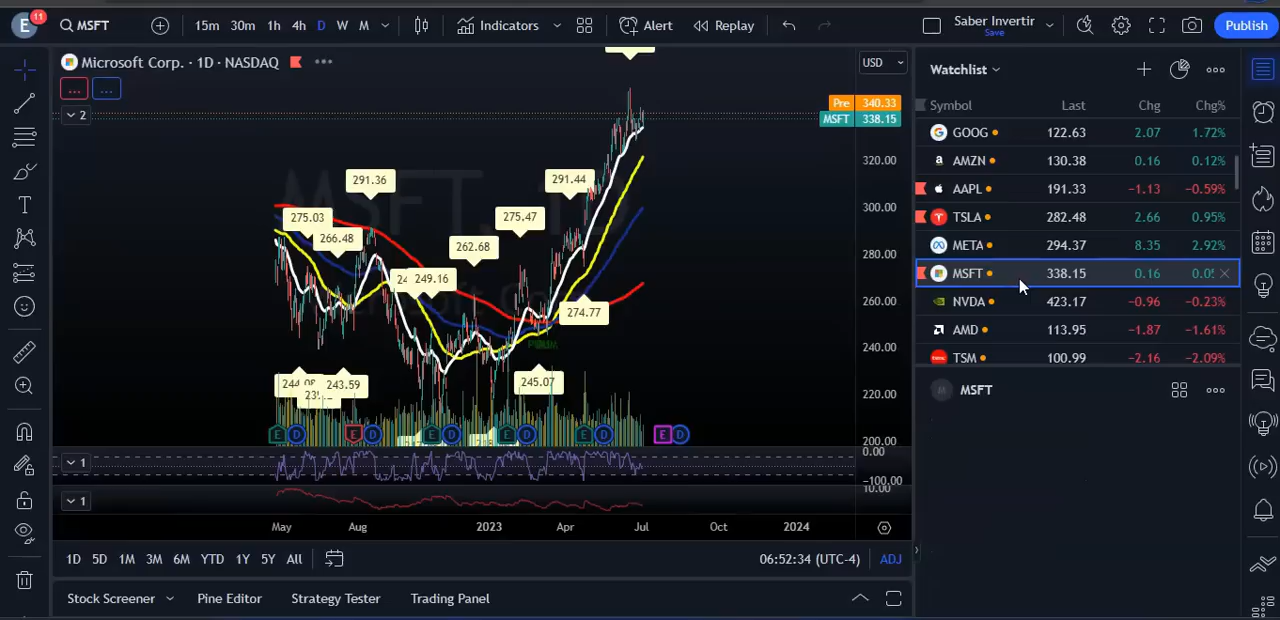 E 11 MSFT 15m 30m 1h 4h D W M Indicators Alert Replay Saber Invertir Save Publish
Microsoft Corp. · 1D · NASDAQ
... ...
2
USD
Pre 340.33
MSFT 338.15
320.00
300.00
280.00
260.00
240.00
220.00
200.00
0.00
-100.00
10.00
291.36
291.44
275.03
275.47
266.48
262.68
249.16
274.77
243.59
245.07
E D E D E D E D E D E D
1
1
May Aug 2023 Apr Jul Oct 2024
1D 5D 1M 3M 6M YTD 1Y 5Y All 06:52:34 (UTC-4) ADJ
Stock Screener Pine Editor Strategy Tester Trading Panel
Watchlist
Symbol Last Chg Chg%
GOOG 122.63 2.07 1.72%
AMZN 130.38 0.16 0.12%
AAPL 191.33 −1.13 −0.59%
TSLA 282.48 2.66 0.95%
META 294.37 8.35 2.92%
MSFT 338.15 0.16
NVDA 423.17 −0.96 −0.23%
AMD 113.95 −1.87 −1.61%
TSM 100.99 −2.16 −2.09%
M MSFT